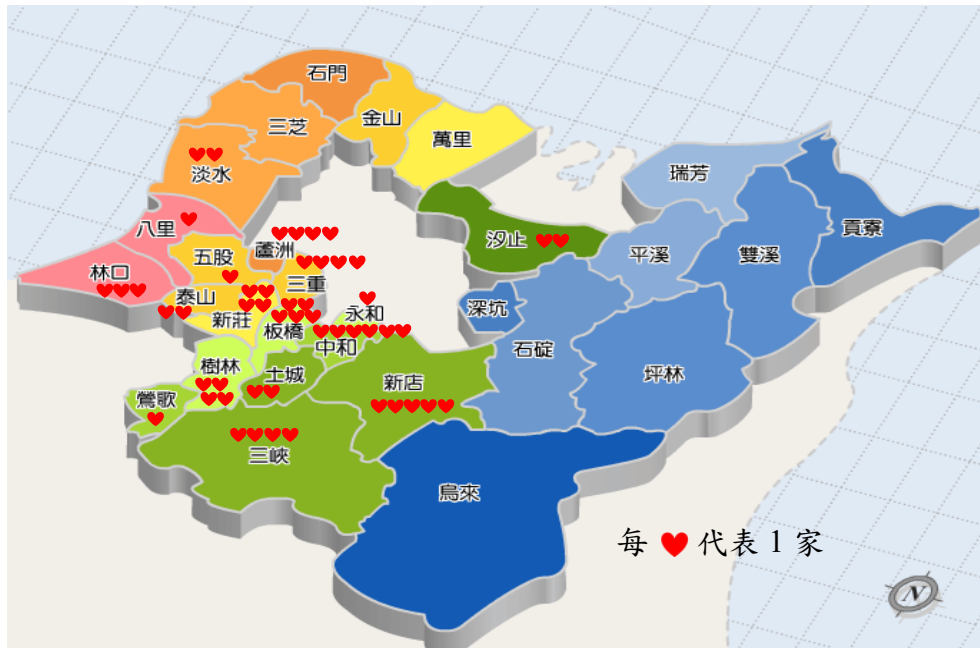 石門
金山
三芝
萬里
淡水
瑞芳
八里
汐止
蘆洲
五股
三重
平溪
雙溪
貢寮
林口
泰山
新莊
永和
板橋
中和
深坑
石碇
樹林
土城
新店
坪林
鶯歌
三峽
烏來
每 ♥ 代表 1 家
N